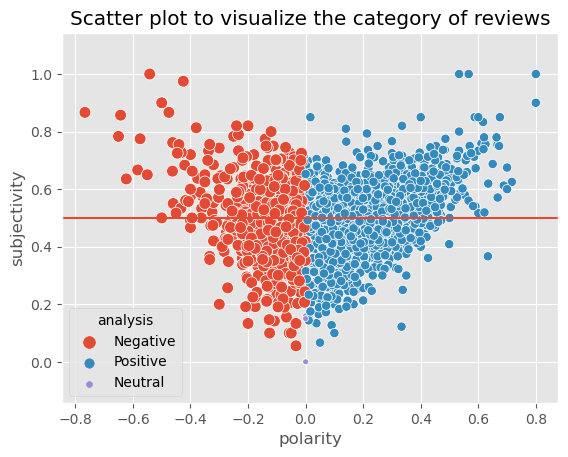 Scatter plot to visualize the category of reviews
subjectivity
1.0
0.8
0.6
0.4
0.2
0.0
analysis
Negative
Positive
Neutral
−0.8 −0.6 −0.4 −0.2 0.0 0.2 0.4 0.6 0.8
polarity